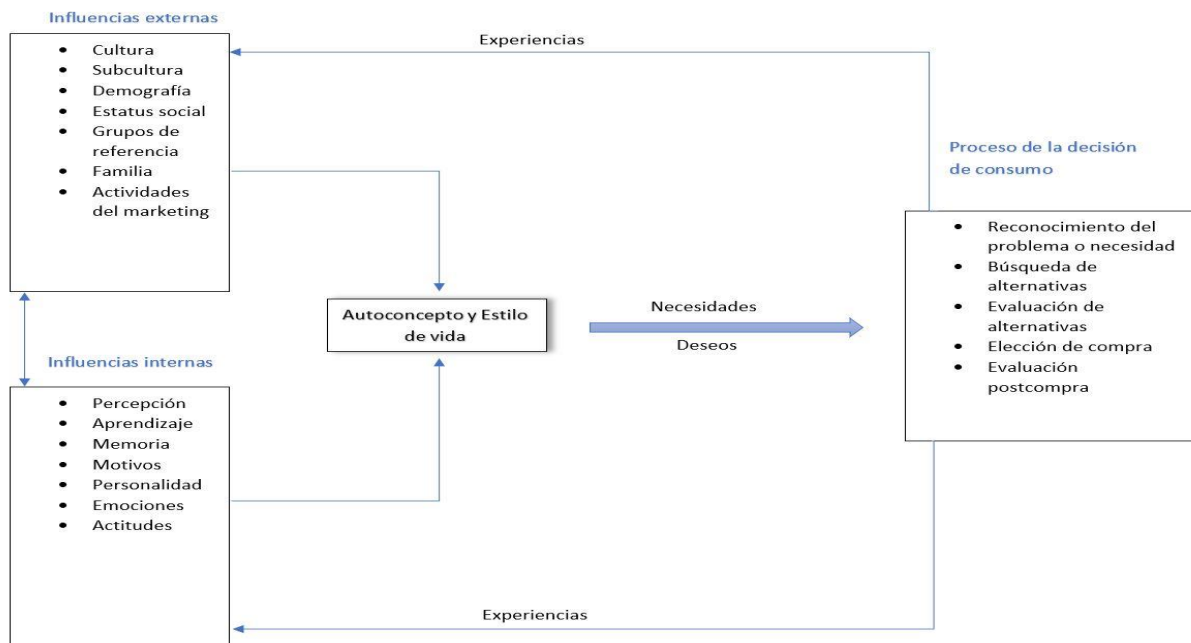 Influencias externas
• Cultura
• Subcultura
• Demografía
• Estatus social
• Grupos de
referencia
• Familia
• Actividades
del marketing
Experiencias
Influencias internas
• Percepción
• Aprendizaje
• Memoria
• Motivos
• Personalidad
• Emociones
• Actitudes
Autoconcepto y Estilo
de vida
Necesidades
Deseos
Proceso de la decisión
de consumo
• Reconocimiento del
problema o necesidad
• Búsqueda de
alternativas
• Evaluación de
alternativas
• Elección de compra
• Evaluación
postcompra
Experiencias